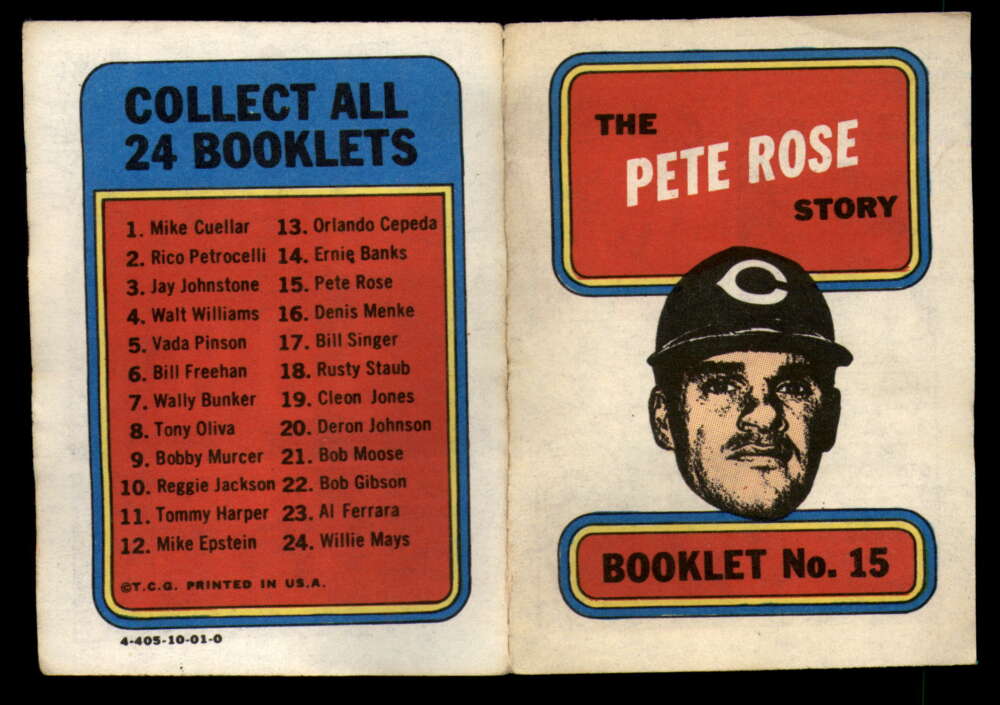 COLLECT ALL
24 BOOKLETS
1. Mike Cuellar
2. Rico Petrocelli
3. Jay Johnstone
4. Walt Williams
5. Vada Pinson
6. Bill Freehan
7. Wally Bunker
8. Tony Oliva
9. Bobby Murcer
10. Reggie Jackson
11. Tommy Harper
12. Mike Epstein
13. Orlando Cepeda
14. Ernie Banks
15. Pete Rose
16. Denis Menke
17. Bill Singer
18. Rusty Staub
19. Cleon Jones
20. Deron Johnson
21. Bob Moose
22. Bob Gibson
23. Al Ferrara
24. Willie Mays
©T.C.G. PRINTED IN U.S.A.
4-405-10-01-0
THE
PETE ROSE
STORY
C
BOOKLET No. 15